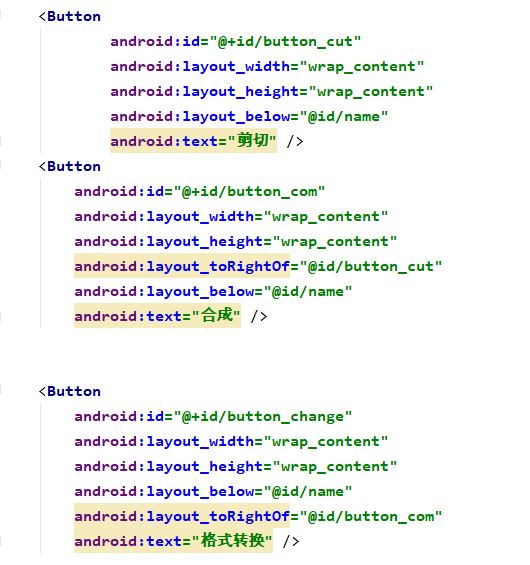 <Button
android:id="@+id/button_cut"
android:layout_width="wrap_content"
android:layout_height="wrap_content"
android:layout_below="@id/name"
android:text="剪切" />
<Button
android:id="@+id/button_com"
android:layout_width="wrap_content"
android:layout_height="wrap_content"
android:layout_toRightOf="@id/button_cut"
android:layout_below="@id/name"
android:text="合成" />
<Button
android:id="@+id/button_change"
android:layout_width="wrap_content"
android:layout_height="wrap_content"
android:layout_below="@id/name"
android:layout_toRightOf="@id/button_com"
android:text="格式转换" />